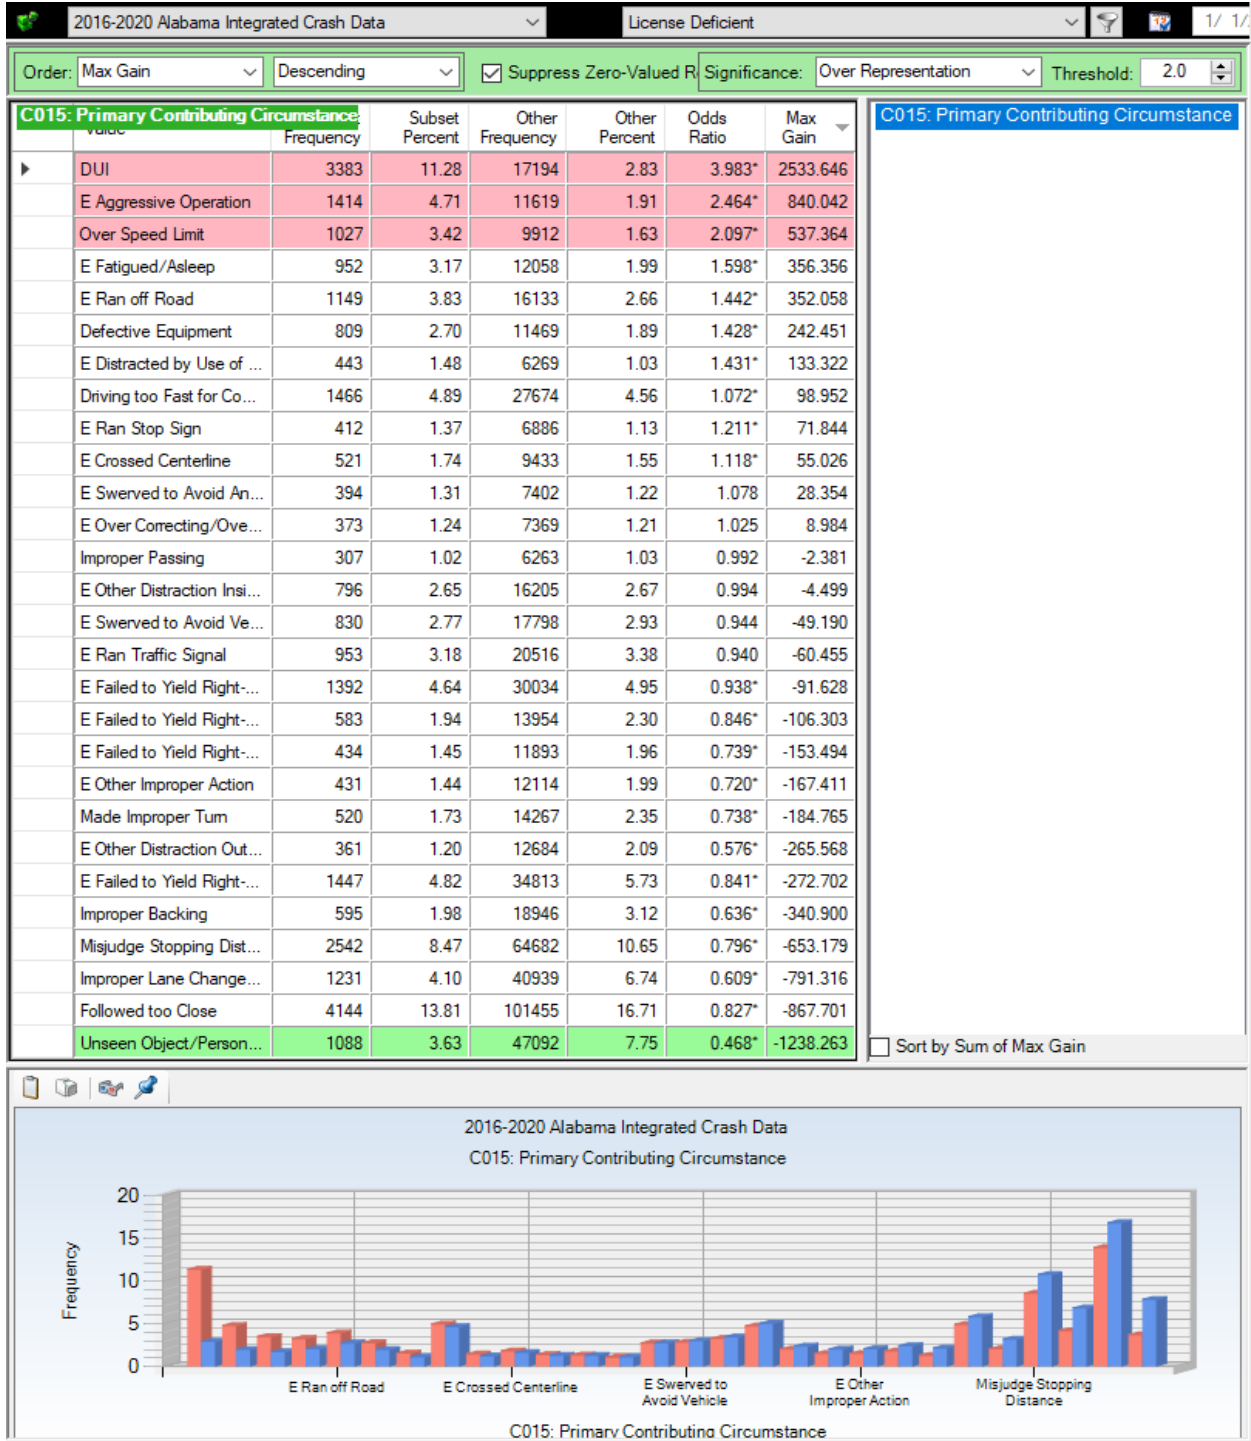 2016-2020 Alabama Integrated Crash Data License Deficient 1/ 1/
Order: Max Gain Descending Suppress Zero-Valued R Significance: Over Representation Threshold: 2.0
C015: Primary Contributing Circumstance
C015: Primary Contributing Circumstance
Value Frequency Subset Percent Other Frequency Other Percent Odds Ratio Max Gain
DUI 3383 11.28 17194 2.83 3.983* 2533.646
E Aggressive Operation 1414 4.71 11619 1.91 2.464* 840.042
Over Speed Limit 1027 3.42 9912 1.63 2.097* 537.364
E Fatigued/Asleep 952 3.17 12058 1.99 1.598* 356.356
E Ran off Road 1149 3.83 16133 2.66 1.442* 352.058
Defective Equipment 809 2.70 11469 1.89 1.428* 242.451
E Distracted by Use of ... 443 1.48 6269 1.03 1.431* 133.322
Driving too Fast for Co... 1466 4.89 27674 4.56 1.072* 98.952
E Ran Stop Sign 412 1.37 6886 1.13 1.211* 71.844
E Crossed Centerline 521 1.74 9433 1.55 1.118* 55.026
E Swerved to Avoid An... 394 1.31 7402 1.22 1.078 28.354
E Over Correcting/Ove... 373 1.24 7369 1.21 1.025 8.984
Improper Passing 307 1.02 6263 1.03 0.992 -2.381
E Other Distraction Insi... 796 2.65 16205 2.67 0.994 -4.499
E Swerved to Avoid Ve... 830 2.77 17798 2.93 0.944 -49.190
E Ran Traffic Signal 953 3.18 20516 3.38 0.940 -60.455
E Failed to Yield Right-... 1392 4.64 30034 4.95 0.938* -91.628
E Failed to Yield Right-... 583 1.94 13954 2.30 0.846* -106.303
E Failed to Yield Right-... 434 1.45 11893 1.96 0.739* -153.494
E Other Improper Action 431 1.44 12114 1.99 0.720* -167.411
Made Improper Turn 520 1.73 14267 2.35 0.738* -184.765
E Other Distraction Out... 361 1.20 12684 2.09 0.576* -265.568
E Failed to Yield Right-... 1447 4.82 34813 5.73 0.841* -272.702
Improper Backing 595 1.98 18946 3.12 0.636* -340.900
Misjudge Stopping Dist... 2542 8.47 64682 10.65 0.796* -653.179
Improper Lane Change... 1231 4.10 40939 6.74 0.609* -791.316
Followed too Close 4144 13.81 101455 16.71 0.827* -867.701
Unseen Object/Person... 1088 3.63 47092 7.75 0.468* -1238.263
Sort by Sum of Max Gain
2016-2020 Alabama Integrated Crash Data
C015: Primary Contributing Circumstance
Frequency
20
15
10
5
0
E Ran off Road
E Crossed Centerline
E Swerved to
Avoid Vehicle
E Other
Improper Action
Misjudge Stopping
Distance
C015: Primary Contributing Circumstance